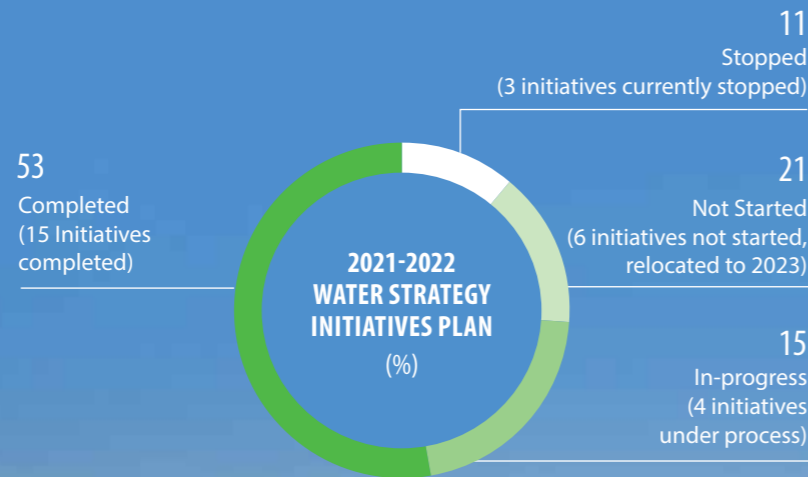 11
Stopped
(3 initiatives currently stopped)
53
Completed
(15 Initiatives
completed)
21
Not Started
(6 initiatives not started,
relocated to 2023)
2021-2022
WATER STRATEGY
INITIATIVES PLAN
(%)
15
In-progress
(4 initiatives
under process)